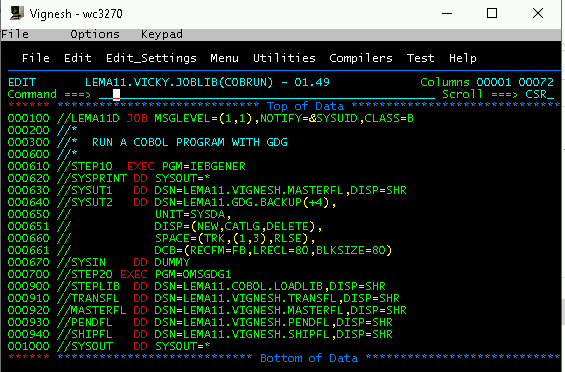 Vignesh - wc3270
File Options Keypad
File Edit Edit_Settings Menu Utilities Compilers Test Help
EDIT LEMA11.VICKY.JOBLIB(COBRUN) - 01.49 Columns 00001 00072
Command ===> Scroll ===> CSR_
****** *************************** Top of Data ****************************
000100 //LEMA11D JOB MSGLEVEL=(1,1),NOTIFY=&SYSUID,CLASS=B
000200 //*
000300 //* RUN A COBOL PROGRAM WITH GDG
000600 //*
000610 //STEP10 EXEC PGM=IEBGENER
000620 //SYSPRINT DD SYSOUT=*
000630 //SYSUT1 DD DSN=LEMA11.VIGNESH.MASTERFL,DISP=SHR
000640 //SYSUT2 DD DSN=LEMA11.GDG.BACKUP(+4),
000650 // UNIT=SYSDA,
000651 // DISP=(NEW,CATLG,DELETE),
000660 // SPACE=(TRK,(1,3),RLSE),
000661 // DCB=(RECFM=FB,LRECL=80,BLKSIZE=80)
000670 //SYSIN DD DUMMY
000700 //STEP20 EXEC PGM=OMSGDG1
000900 //STEPLIB DD DSN=LEMA11.COBOL.LOADLIB,DISP=SHR
000910 //TRANSFL DD DSN=LEMA11.VIGNESH.TRANSFL,DISP=SHR
000920 //MASTERFL DD DSN=LEMA11.VIGNESH.MASTERFL,DISP=SHR
000930 //PENDFL DD DSN=LEMA11.VIGNESH.PENDFL,DISP=SHR
000940 //SHIPFL DD DSN=LEMA11.VIGNESH.SHIPFL,DISP=SHR
001000 //SYSOUT DD SYSOUT=*
****** ************************** Bottom of Data **************************